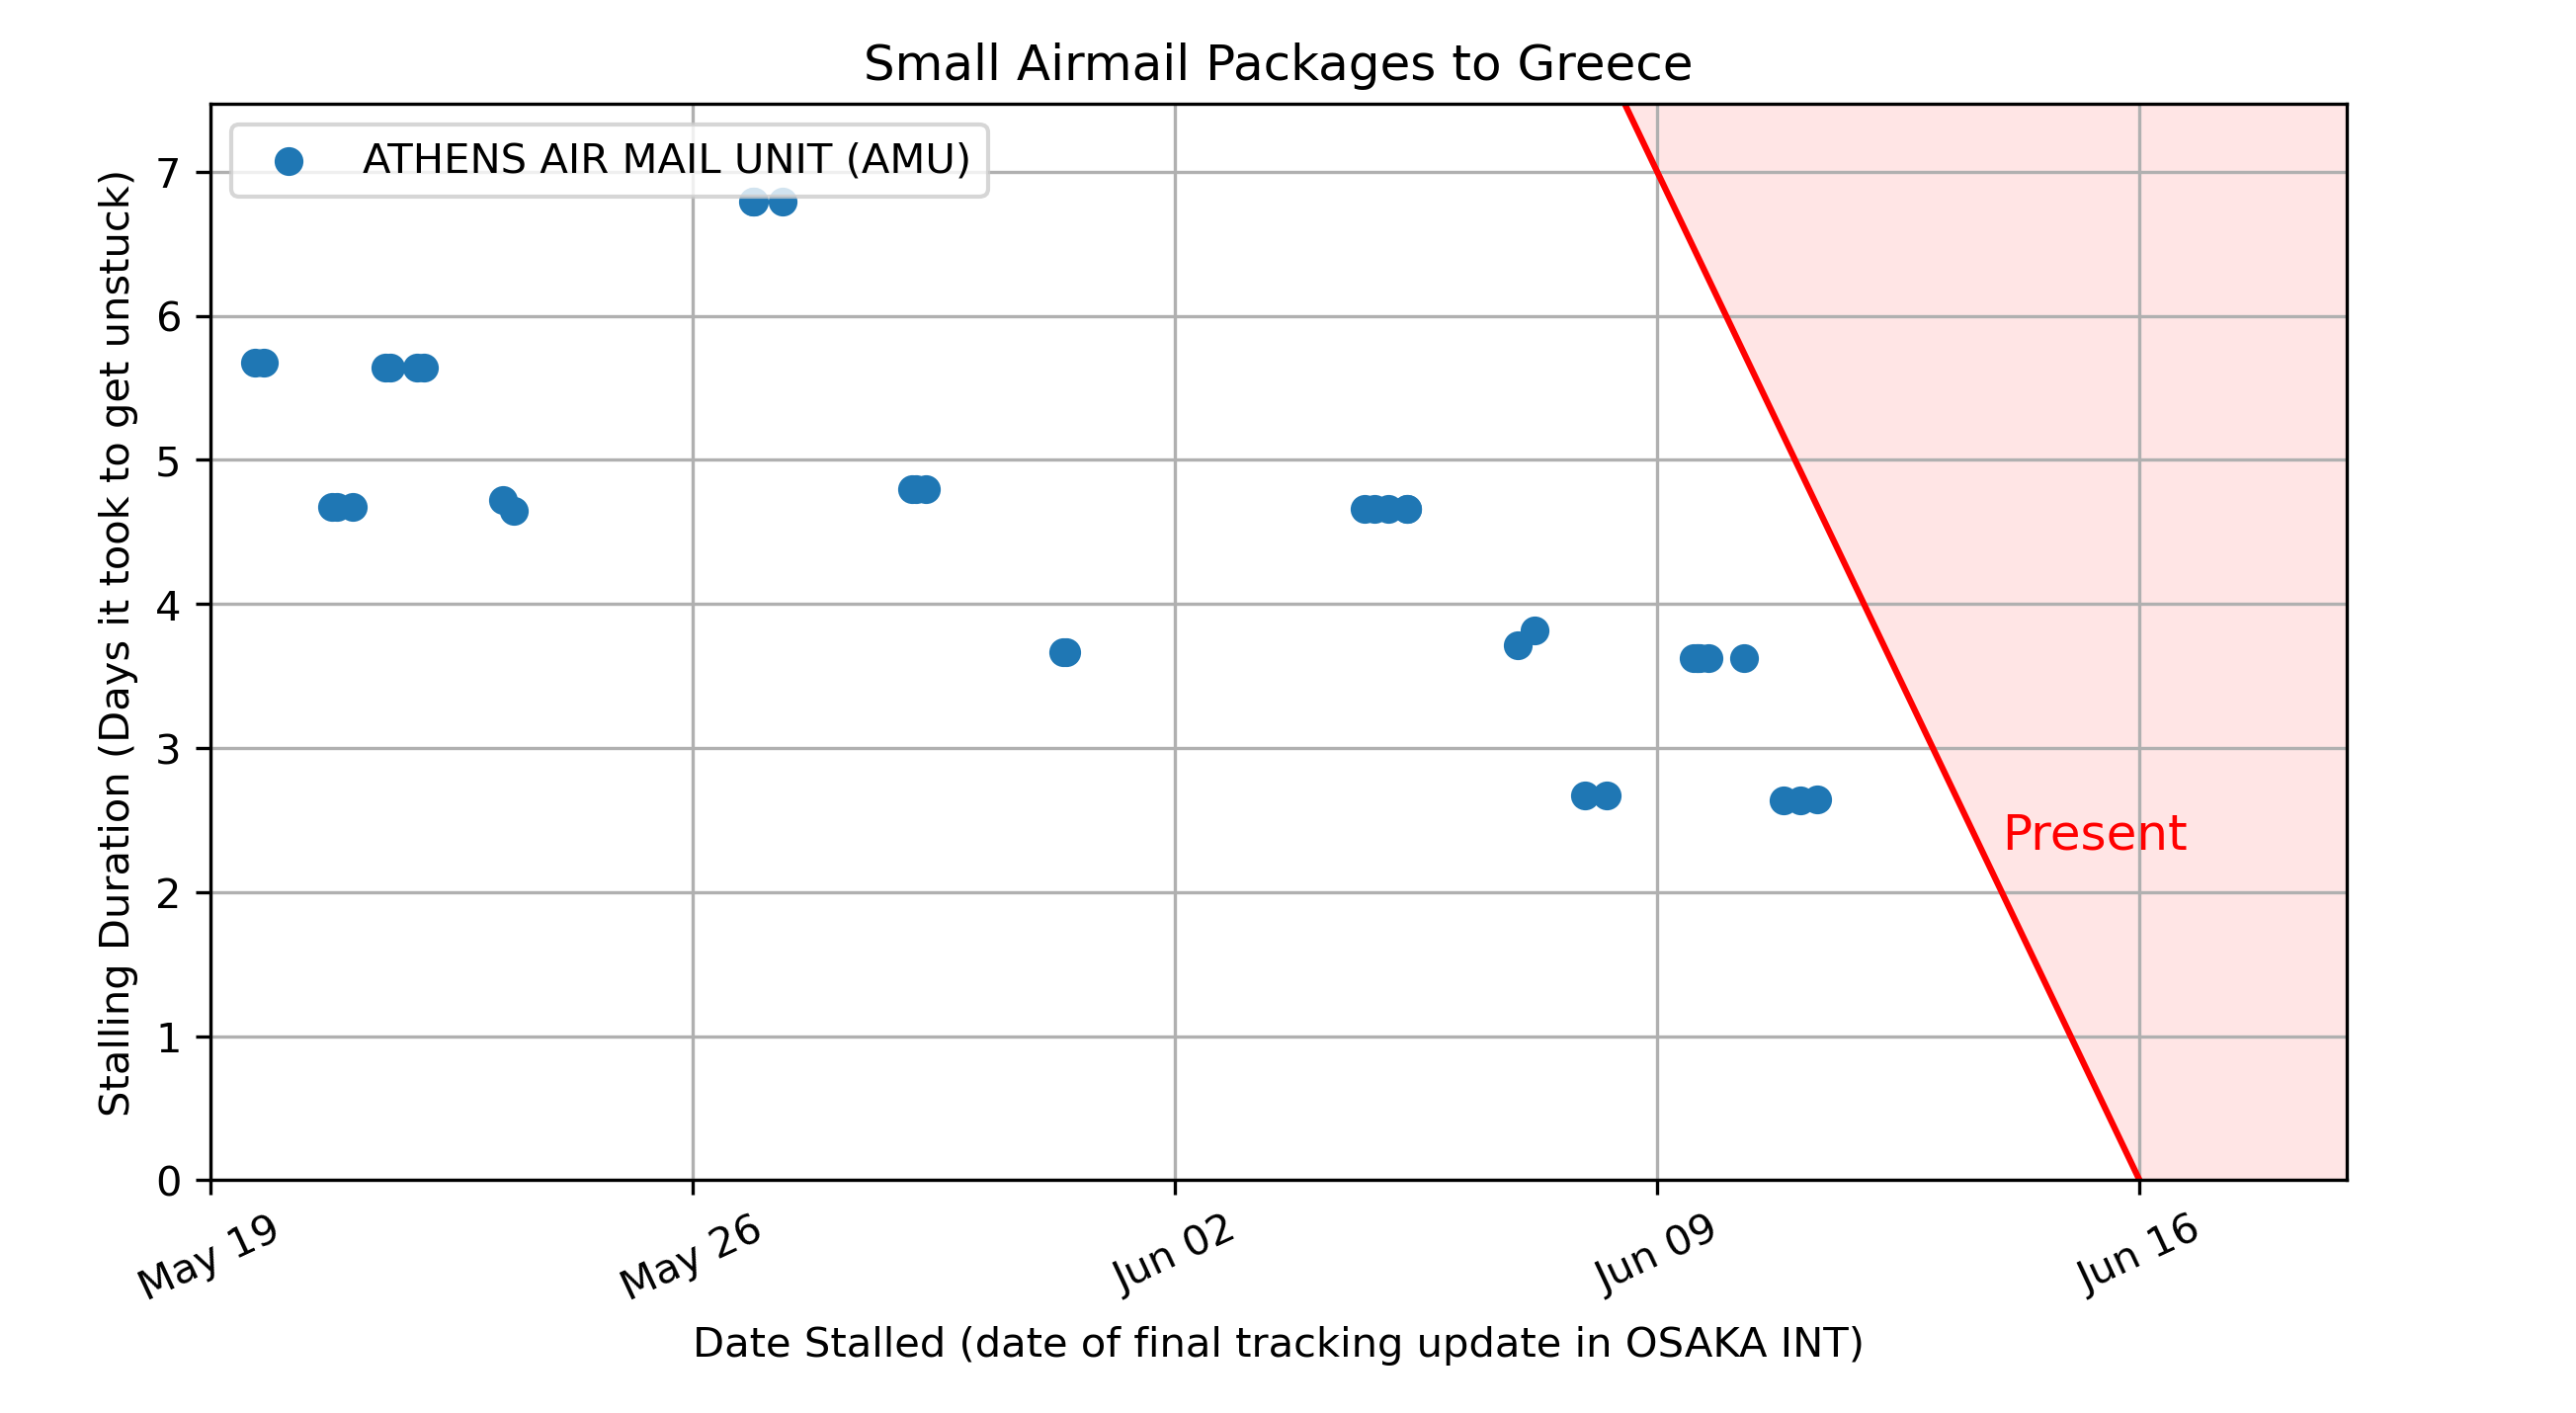 Small Airmail Packages to Greece
ATHENS AIR MAIL UNIT (AMU)
Stalling Duration (Days it took to get unstuck)
7
6
5
4
3
2
1
0
Present
May 19
May 26
Jun 02
Jun 09
Jun 16
Date Stalled (date of final tracking update in OSAKA INT)